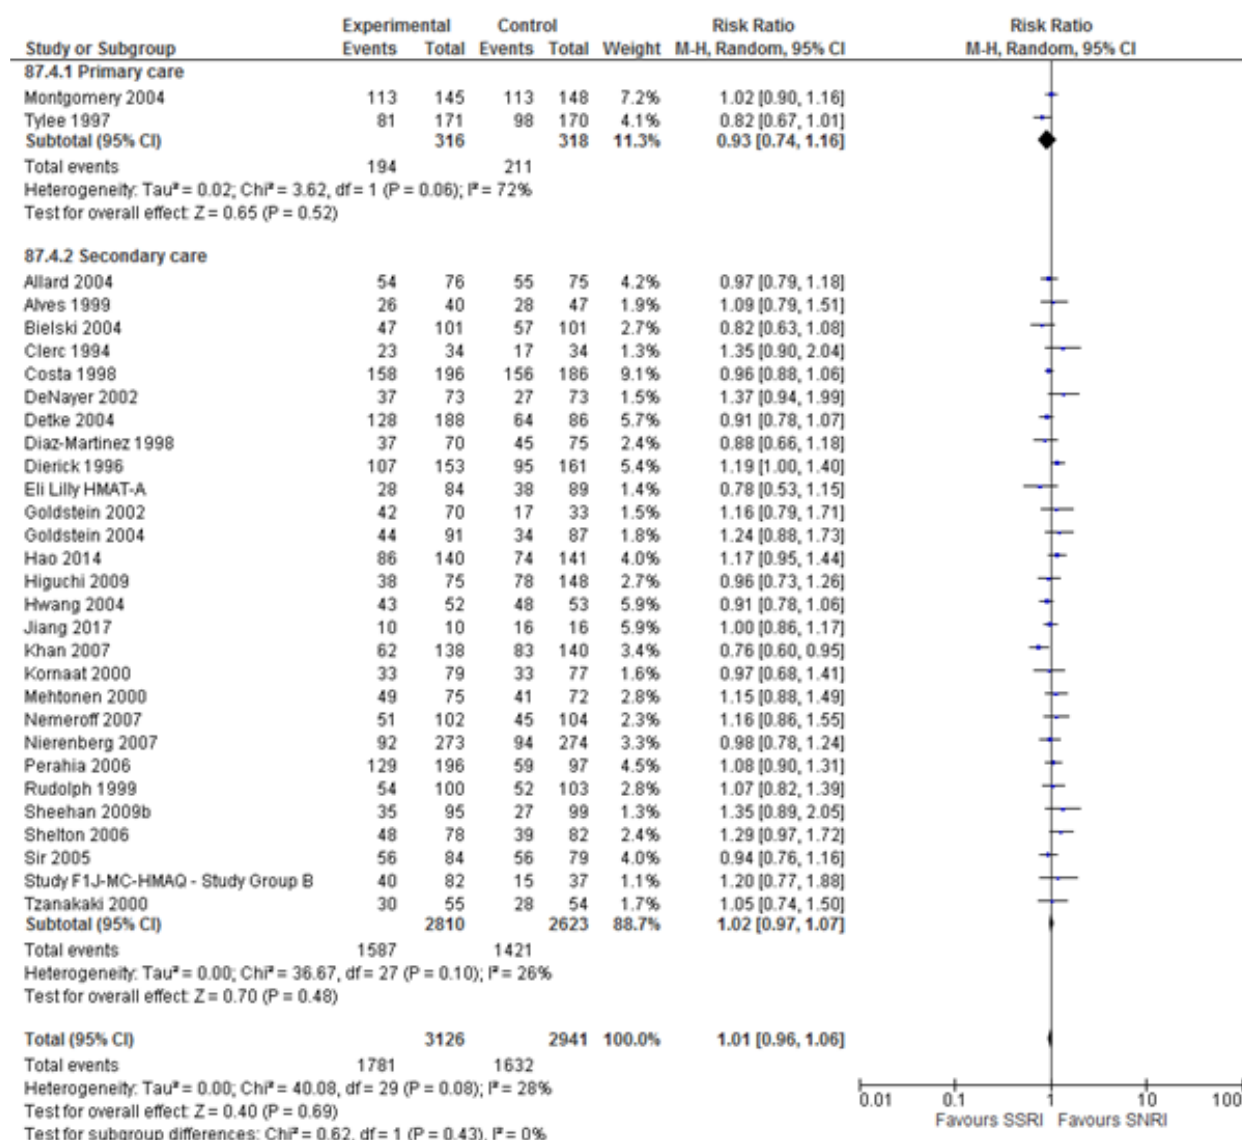 Experimental Control Risk Ratio Risk Ratio
Study or Subgroup Events Total Events Total Weight M-H, Random, 95% CI M-H, Random, 95% CI
87.4.1 Primary care
Montgomery 2004 113 145 113 148 7.2% 1.02 [0.90, 1.16]
Tylee 1997 81 171 98 170 4.1% 0.82 [0.67, 1.01]
Subtotal (95% CI) 316 318 11.3% 0.93 [0.74, 1.16]
Total events 194 211
Heterogeneity: Tau² = 0.02; Chi² = 3.62, df = 1 (P = 0.06); I² = 72%
Test for overall effect: Z = 0.65 (P = 0.52)
87.4.2 Secondary care
Allard 2004 54 76 55 75 4.2% 0.97 [0.79, 1.18]
Alves 1999 26 40 28 47 1.9% 1.09 [0.79, 1.51]
Bielski 2004 47 101 57 101 2.7% 0.82 [0.63, 1.08]
Clerc 1994 23 34 17 34 1.3% 1.35 [0.90, 2.04]
Costa 1998 158 196 156 186 9.1% 0.96 [0.88, 1.06]
DeNayer 2002 37 73 27 73 1.5% 1.37 [0.94, 1.99]
Detke 2004 128 188 64 86 5.7% 0.91 [0.78, 1.07]
Diaz-Martinez 1998 37 70 45 75 2.4% 0.88 [0.66, 1.18]
Dierick 1996 107 153 95 161 5.4% 1.19 [1.00, 1.40]
Eli Lilly HMAT-A 28 84 38 89 1.4% 0.78 [0.53, 1.15]
Goldstein 2002 42 70 17 33 1.5% 1.16 [0.79, 1.71]
Goldstein 2004 44 91 34 87 1.8% 1.24 [0.88, 1.73]
Hao 2014 86 140 74 141 4.0% 1.17 [0.95, 1.44]
Higuchi 2009 38 75 78 148 2.7% 0.96 [0.73, 1.26]
Hwang 2004 43 52 48 53 5.9% 0.91 [0.78, 1.06]
Jiang 2017 10 10 16 16 5.9% 1.00 [0.86, 1.17]
Khan 2007 62 138 83 140 3.4% 0.76 [0.60, 0.95]
Kornaat 2000 33 79 33 77 1.6% 0.97 [0.68, 1.41]
Mehtonen 2000 49 75 41 72 2.8% 1.15 [0.88, 1.49]
Nemeroff 2007 51 102 45 104 2.3% 1.16 [0.86, 1.55]
Nierenberg 2007 92 273 94 274 3.3% 0.98 [0.78, 1.24]
Perahia 2006 129 196 59 97 4.5% 1.08 [0.90, 1.31]
Rudolph 1999 54 100 52 103 2.8% 1.07 [0.82, 1.39]
Sheehan 2009b 35 95 27 99 1.3% 1.35 [0.89, 2.05]
Shelton 2006 48 78 39 82 2.4% 1.29 [0.97, 1.72]
Sir 2005 56 84 56 79 4.0% 0.94 [0.76, 1.16]
Study F1J-MC-HMAQ - Study Group B 40 82 15 37 1.1% 1.20 [0.77, 1.88]
Tzanakaki 2000 30 55 28 54 1.7% 1.05 [0.74, 1.50]
Subtotal (95% CI) 2810 2623 88.7% 1.02 [0.97, 1.07]
Total events 1587 1421
Heterogeneity: Tau² = 0.00; Chi² = 36.67, df = 27 (P = 0.10); I² = 26%
Test for overall effect: Z = 0.70 (P = 0.48)
Total (95% CI) 3126 2941 100.0% 1.01 [0.96, 1.06]
Total events 1781 1632
Heterogeneity: Tau² = 0.00; Chi² = 40.08, df = 29 (P = 0.08); I² = 28%
Test for overall effect: Z = 0.40 (P = 0.69)
Test for subgroup differences: Chi² = 0.62, df = 1 (P = 0.43), I² = 0%
0.01 0.1 1 10 100
Favours SSRI Favours SNRI